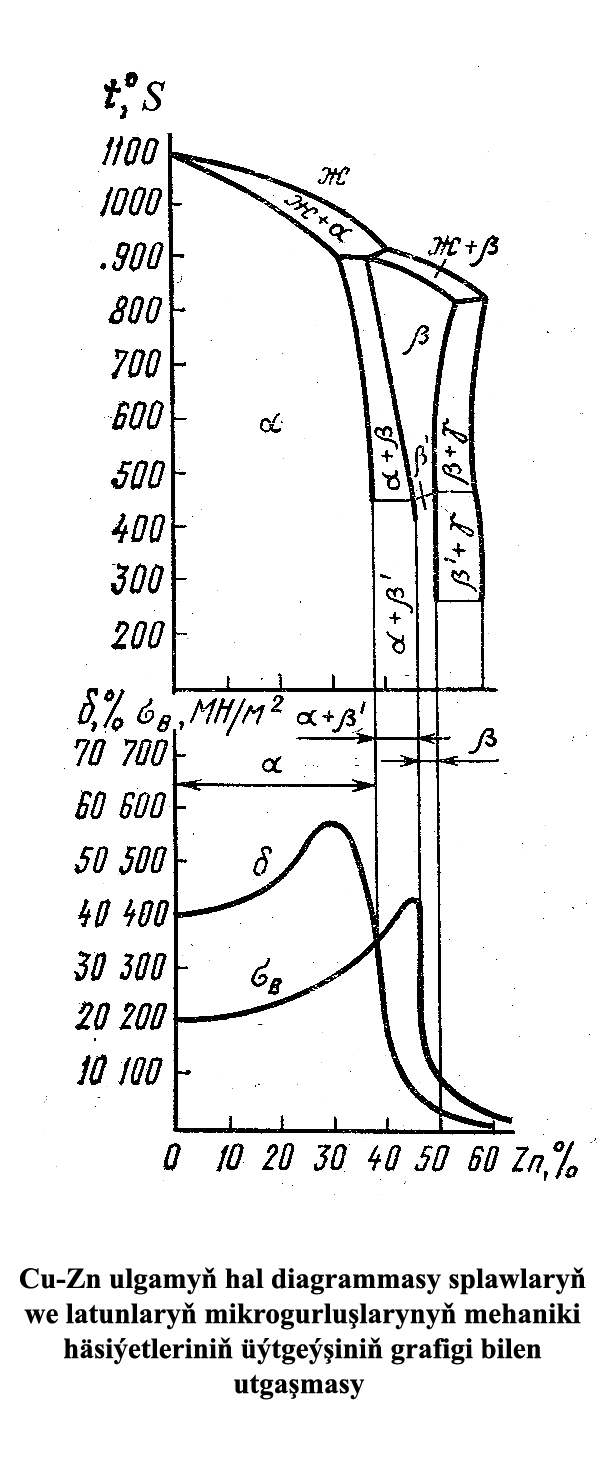 t,° S
1100
1000
.900
800
700
600
500
400
300
200
Ж
Ж+α
Ж+β
β
α
α+β
β'
β+γ
α+β'
β'+γ
δ,% σв, МН/м²
α+β'
β
α
70 700
60 600
50 500
40 400
30 300
20 200
10 100
δ
σв
0 10 20 30 40 50 60 Zn,%
Cu-Zn ulgamyň hal diagrammasy splawlaryň
we latunlaryň mikrogurluşlarynyň mehaniki
häsiýetleriniň üýtgeýşiniň grafigi bilen
utgaşmasy